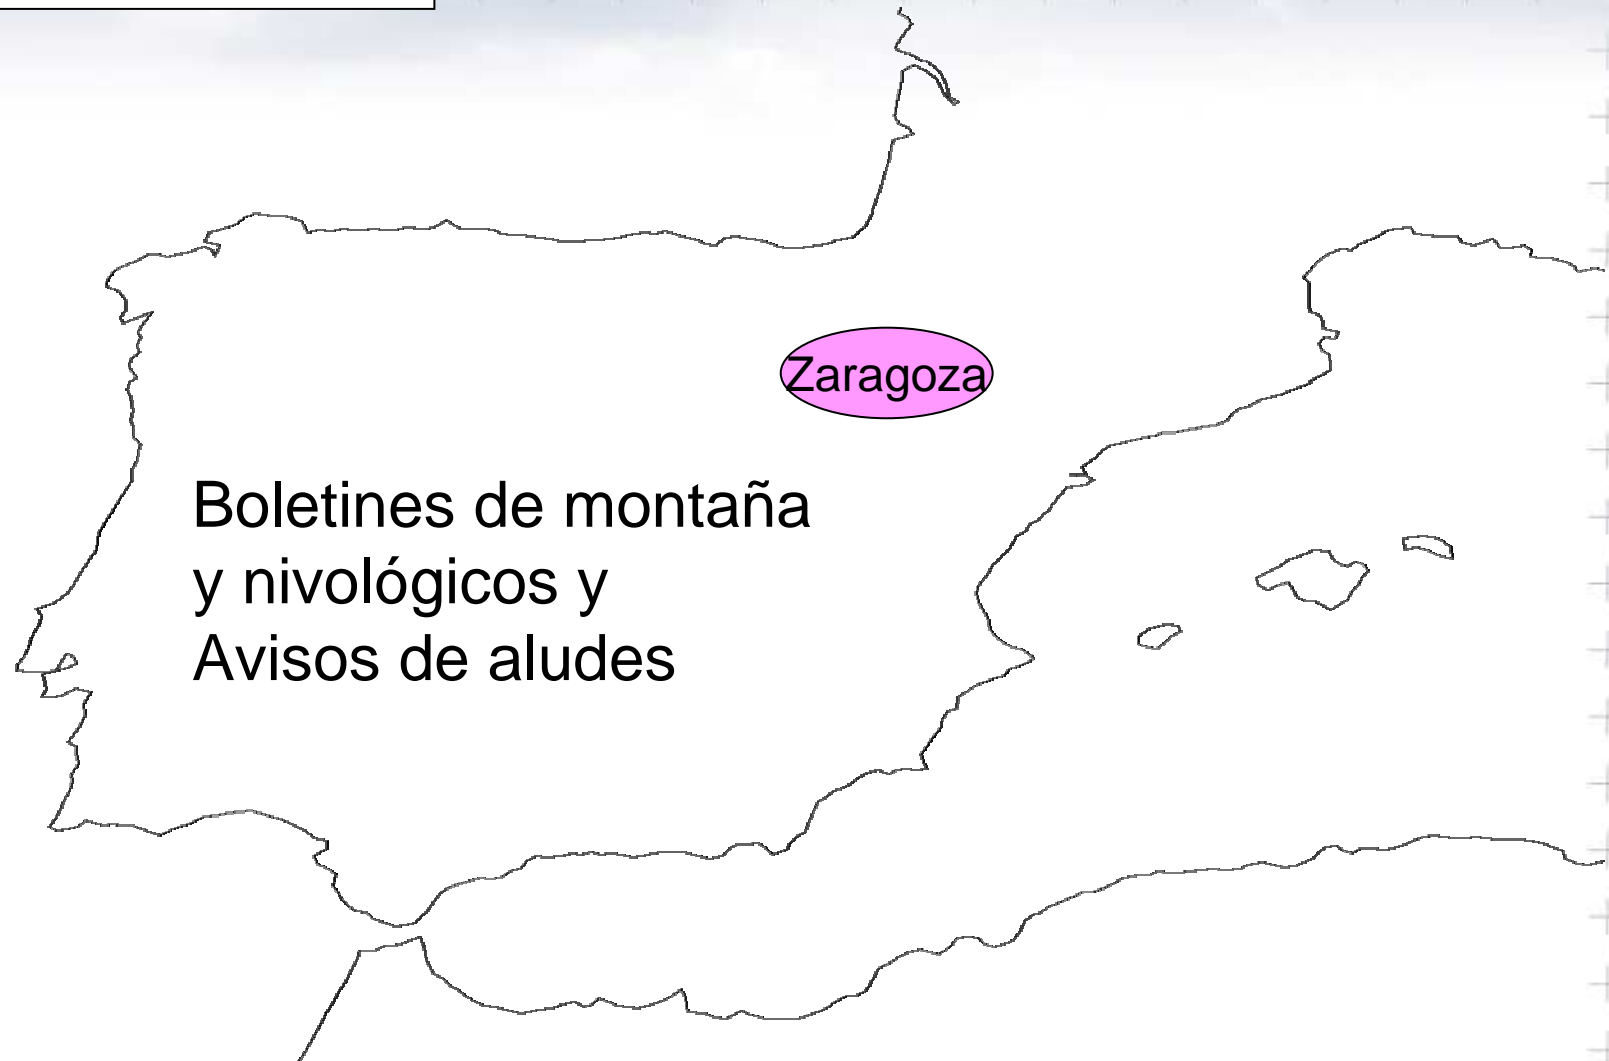 Zaragoza
Boletines de montaña
y nivológicos y
Avisos de aludes